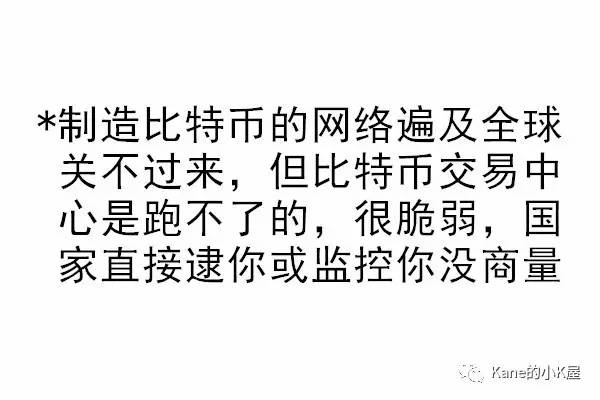 *制造比特币的网络遍及全球
关不过来，但比特币交易中
心是跑不了的，很脆弱，国
家直接逮你或监控你没商量
Kane的小K屋